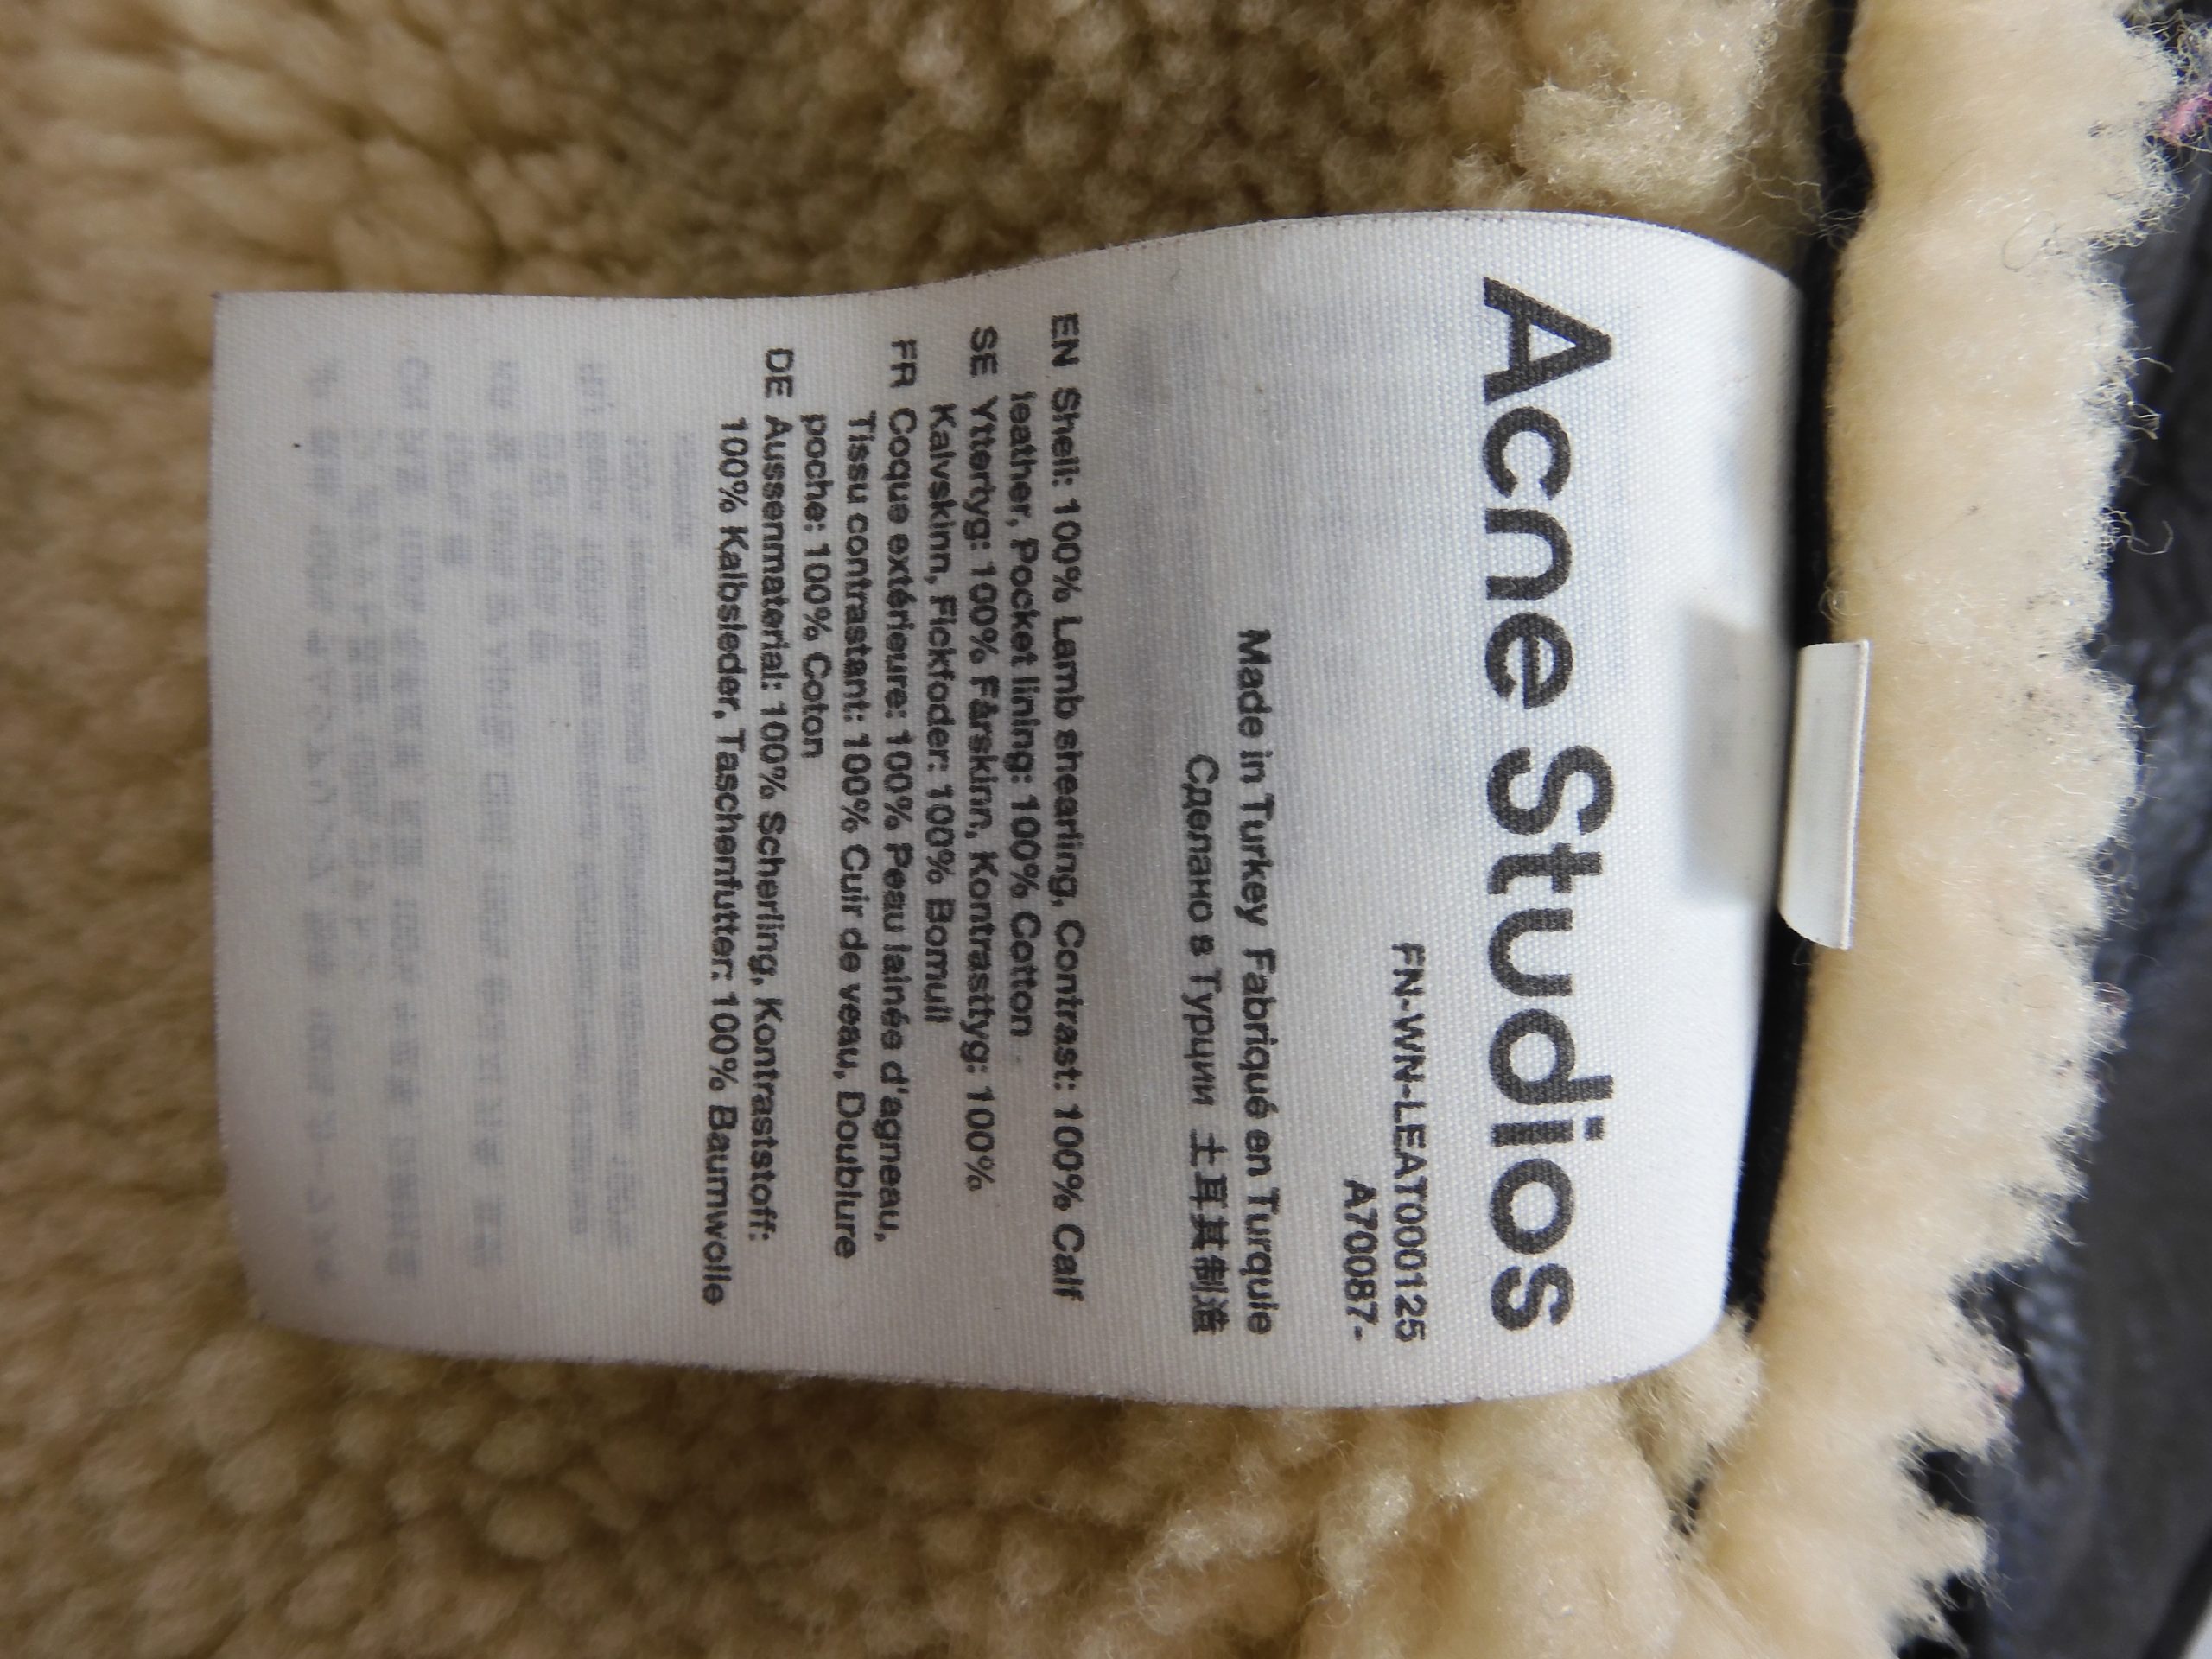 Acne Studios
FN-WN-LEAT000125
A70087-
Made in Turkey Fabriqué en Turquie
Сделано в Турции 土耳其制造
EN Shell: 100% Lamb shearling, Contrast: 100% Calf
leather, Pocket lining: 100% Cotton
SE Yttertyg: 100% Fårskinn, Kontrasttyg: 100%
Kalvskinn, Fickfoder: 100% Bomull
FR Coque extérieure: 100% Peau lainée d'agneau,
Tissu contrastant: 100% Cuir de veau, Doublure
poche: 100% Coton
DE Aussenmaterial: 100% Scherling, Kontraststoff:
100% Kalbsleder, Taschenfutter: 100% Baumwolle